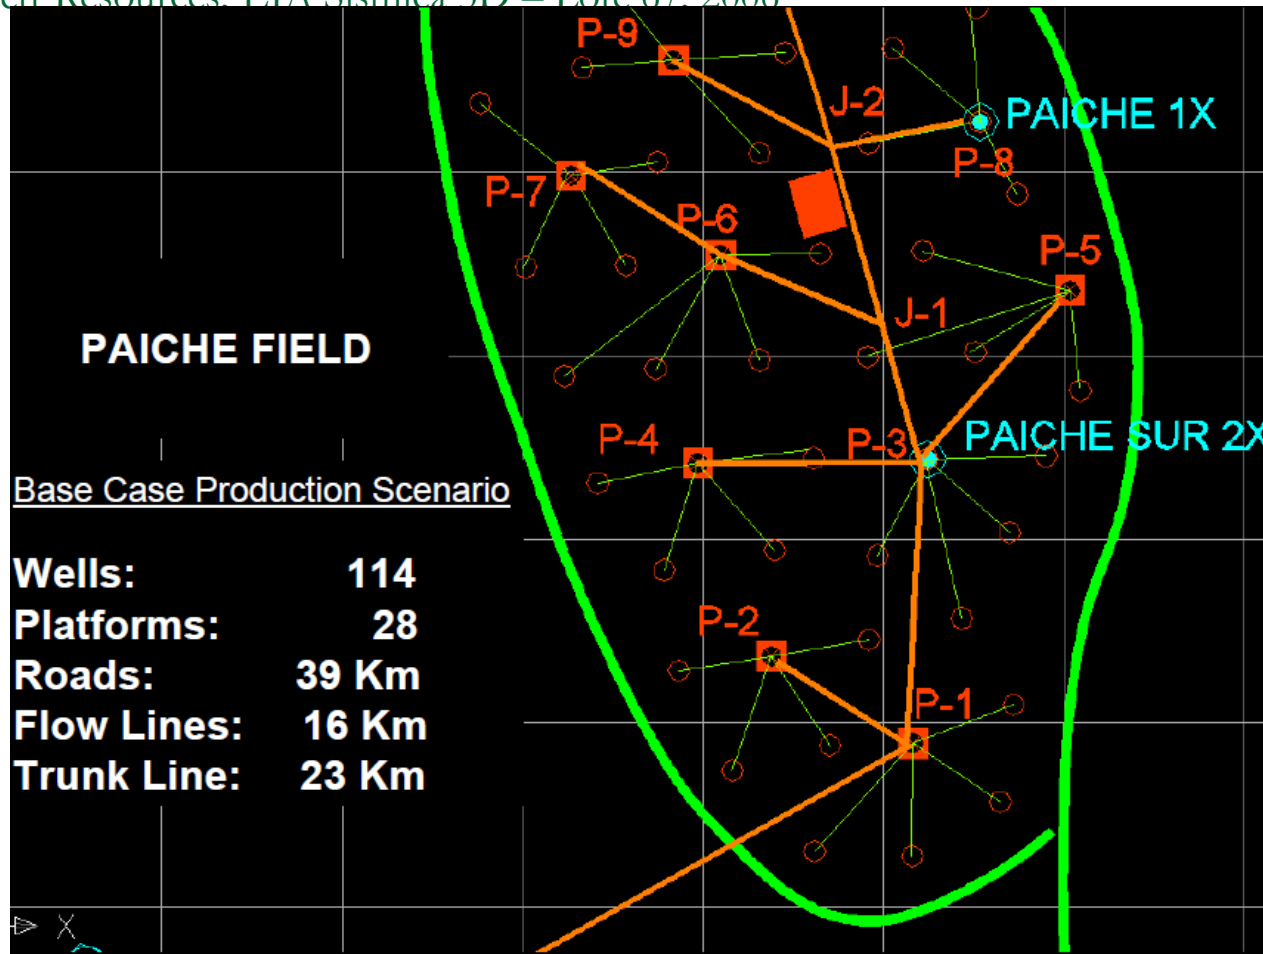 P-9
J-2
PAICHE 1X
P-8
P-7
P-6
P-5
J-1
PAICHE FIELD
P-4
P-3
PAICHE SUR 2X
Base Case Production Scenario
Wells: 114
Platforms: 28
Roads: 39 Km
Flow Lines: 16 Km
Trunk Line: 23 Km
P-2
P-1
X